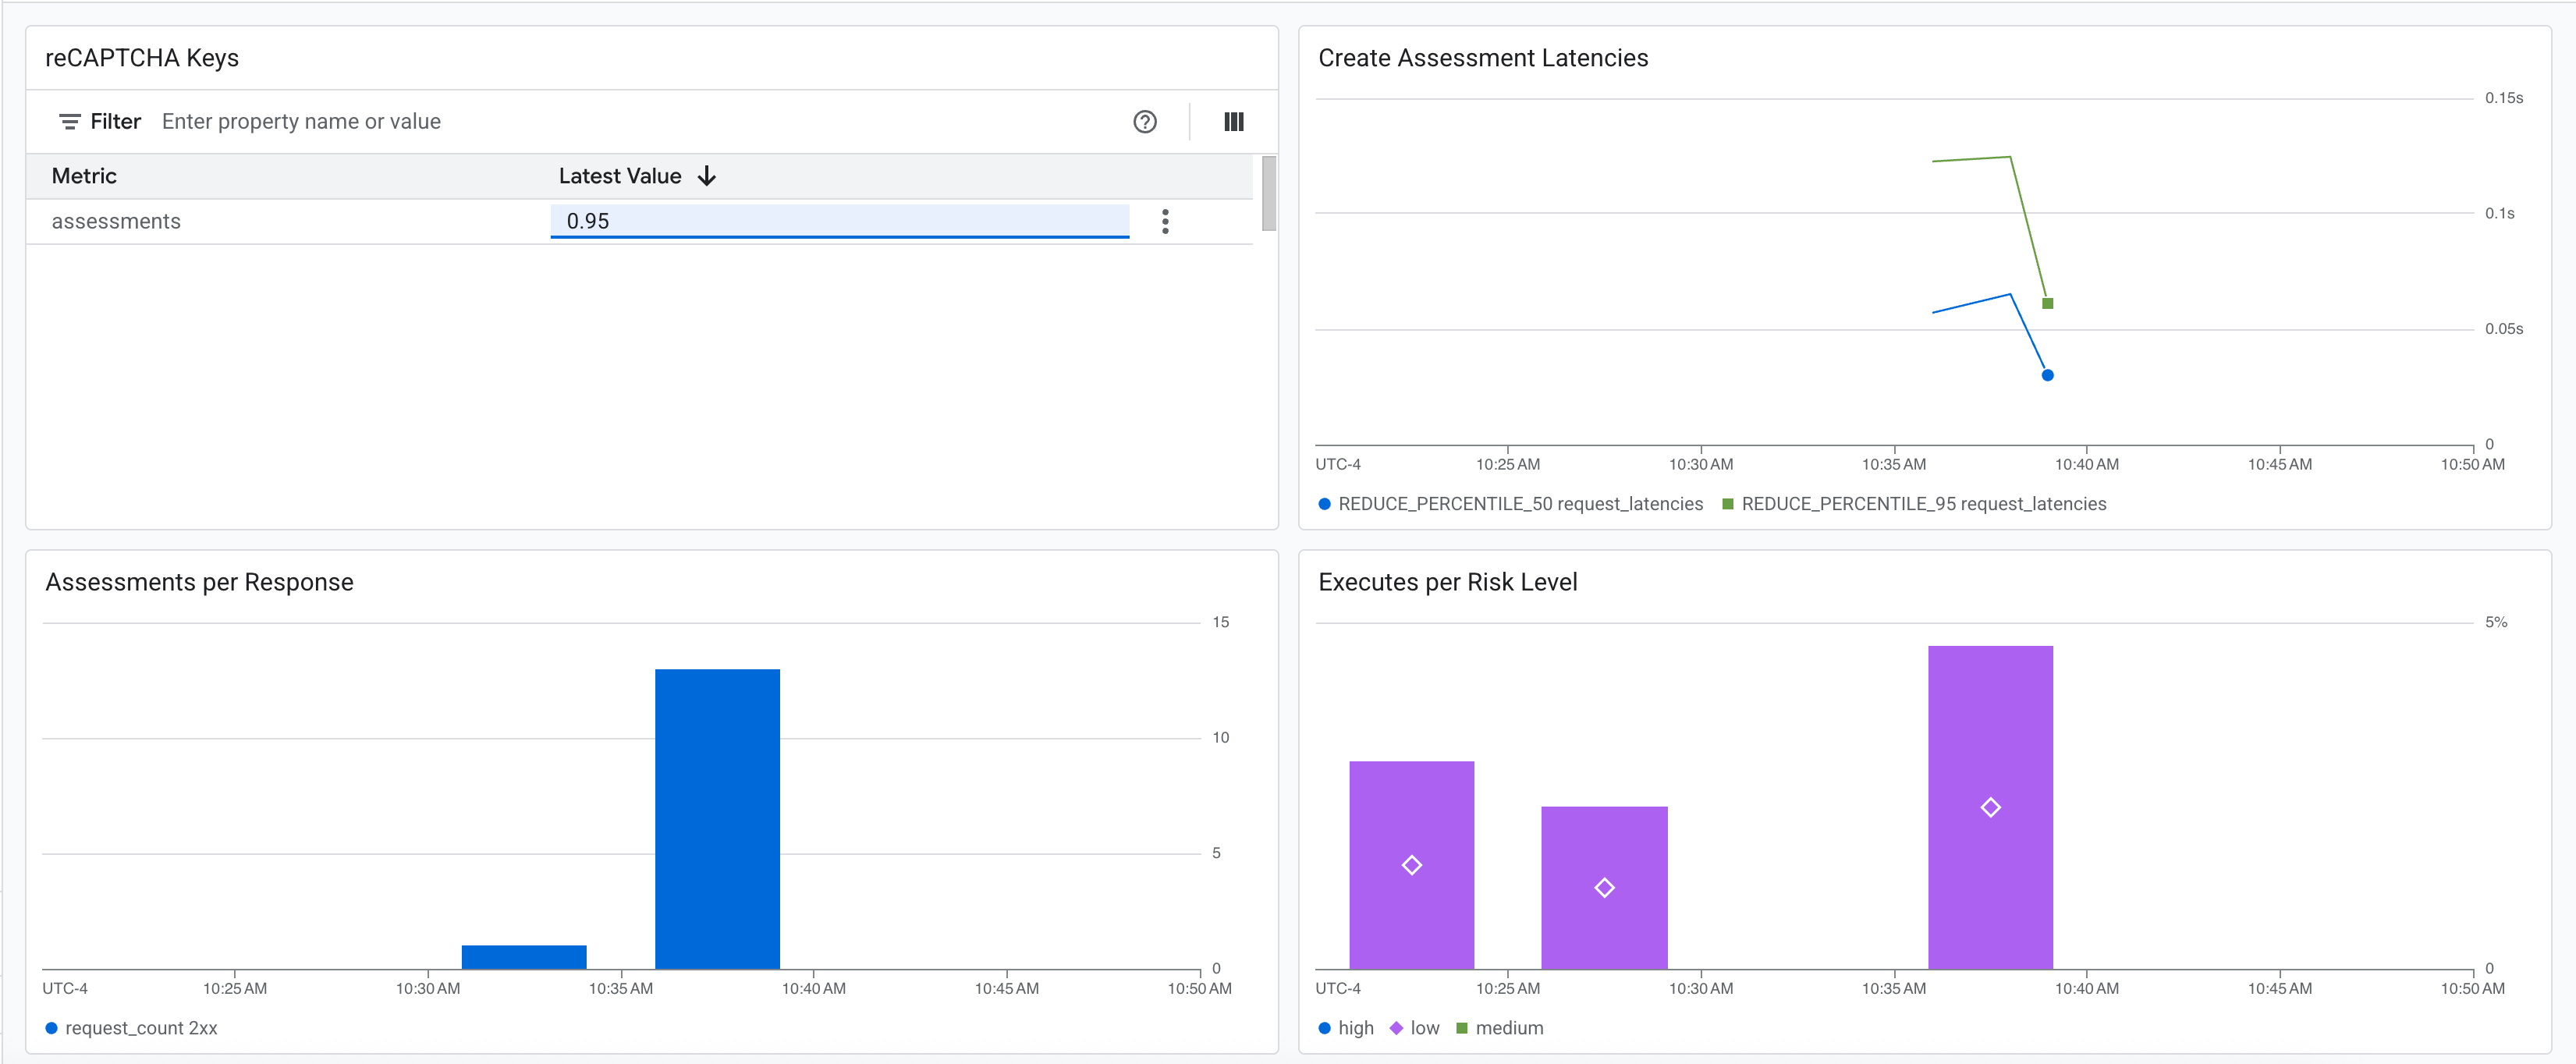 reCAPTCHA Keys
Filter Enter property name or value
Metric Latest Value
assessments 0.95
Create Assessment Latencies
0.15s
0.1s
0.05s
0
UTC-4 10:25 AM 10:30 AM 10:35 AM 10:40 AM 10:45 AM 10:50 AM
REDUCE_PERCENTILE_50 request_latencies REDUCE_PERCENTILE_95 request_latencies
Assessments per Response
15
10
5
0
UTC-4 10:25 AM 10:30 AM 10:35 AM 10:40 AM 10:45 AM 10:50 AM
request_count 2xx
Executes per Risk Level
5%
0
UTC-4 10:25 AM 10:30 AM 10:35 AM 10:40 AM 10:45 AM 10:50 AM
high low medium